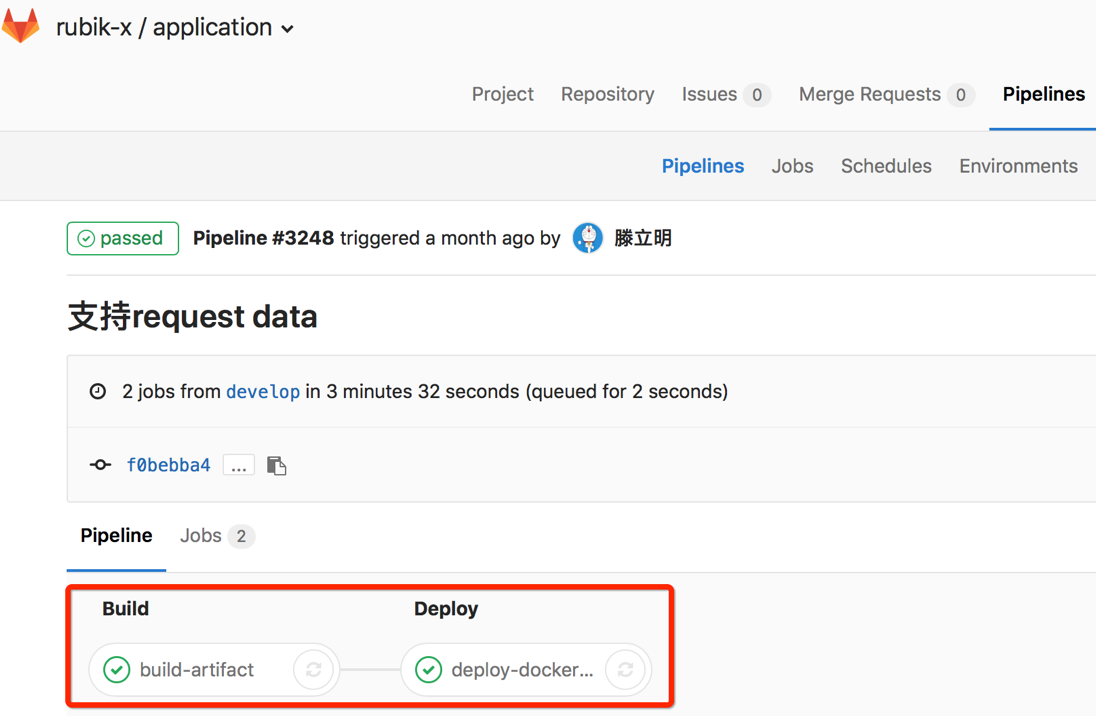 rubik-x / application
Project Repository Issues 0 Merge Requests 0 Pipelines
Pipelines Jobs Schedules Environments
passed Pipeline #3248 triggered a month ago by 滕立明
支持request data
2 jobs from develop in 3 minutes 32 seconds (queued for 2 seconds)
f0bebba4 ...
Pipeline Jobs 2
Build Deploy
build-artifact deploy-docker...